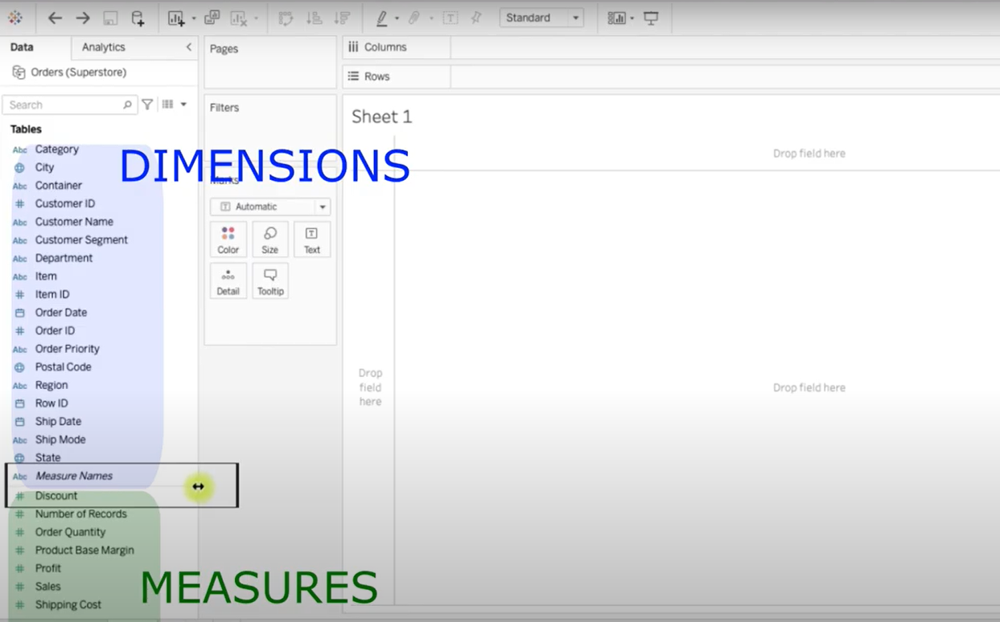 Standard
Data
Analytics
Pages
Columns
Orders (Superstore)
Rows
Search
Filters
Tables
Sheet 1
Abc Category
City
Abc Container
Customer ID
Abc Customer Name
Abc Customer Segment
Abc Department
Abc Item
Item ID
Order Date
Order ID
Abc Order Priority
Postal Code
Abc Region
Row ID
Ship Date
Abc Ship Mode
State
Abc Measure Names
Discount
Number of Records
Order Quantity
Product Base Margin
Profit
Sales
Shipping Cost
DIMENSIONS
MEASURES
Marks
Automatic
Color
Size
Text
Detail
Tooltip
Drop field here
Drop
field
here
Drop field here